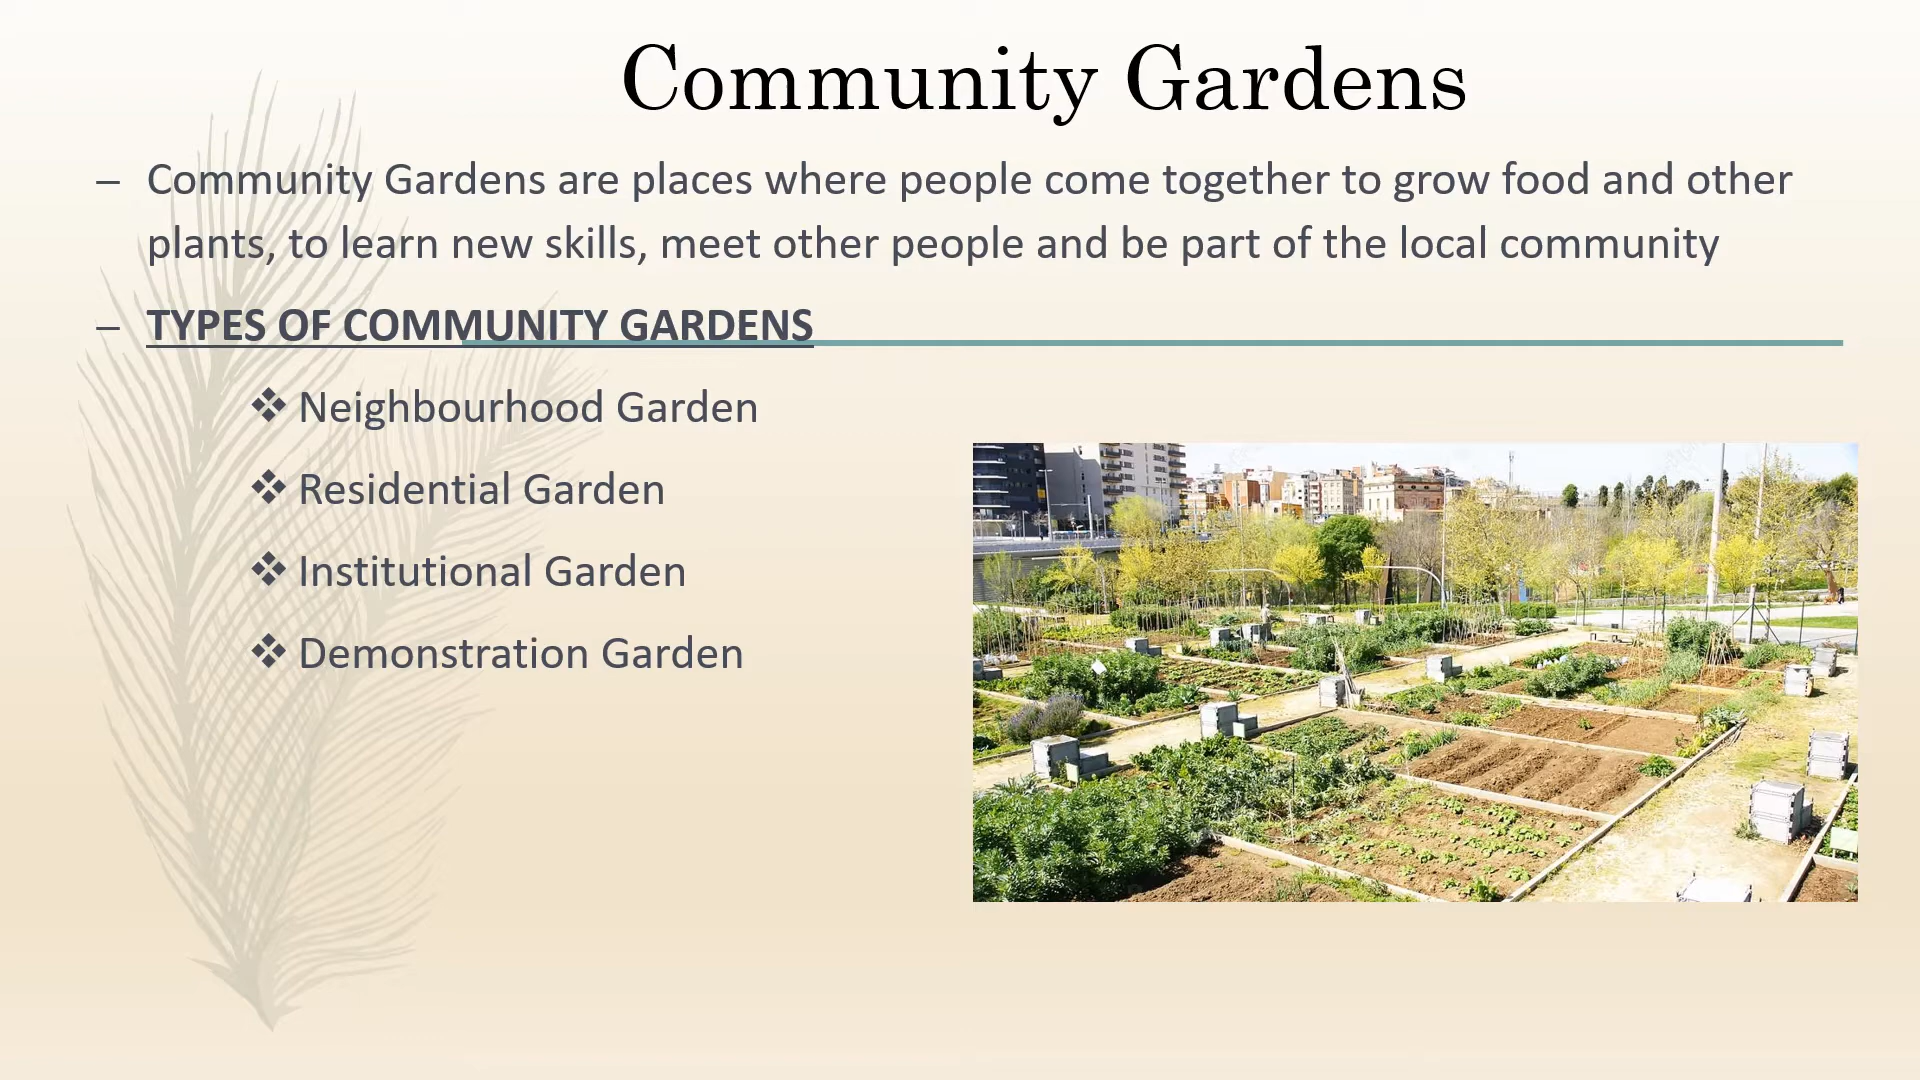 Community Gardens
– Community Gardens are places where people come together to grow food and other
plants, to learn new skills, meet other people and be part of the local community
– TYPES OF COMMUNITY GARDENS
❖ Neighbourhood Garden
❖ Residential Garden
❖ Institutional Garden
❖ Demonstration Garden